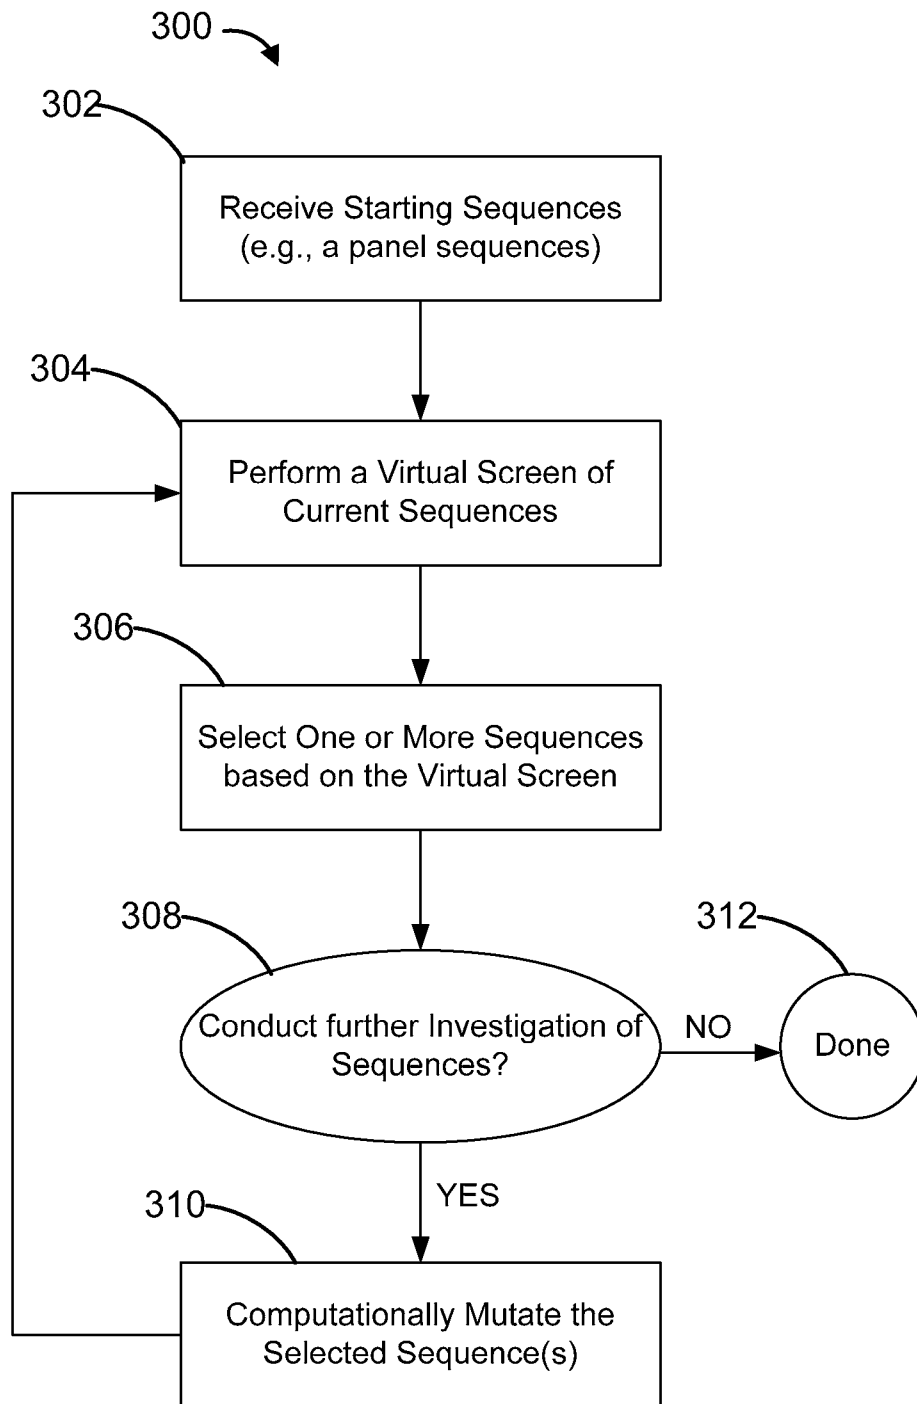 300
302
Receive Starting Sequences
(e.g., a panel sequences)
304
Perform a Virtual Screen of
Current Sequences
306
Select One or More Sequences
based on the Virtual Screen
308
312
Conduct further Investigation of
Sequences?
NO
Done
YES
310
Computationally Mutate the
Selected Sequence(s)